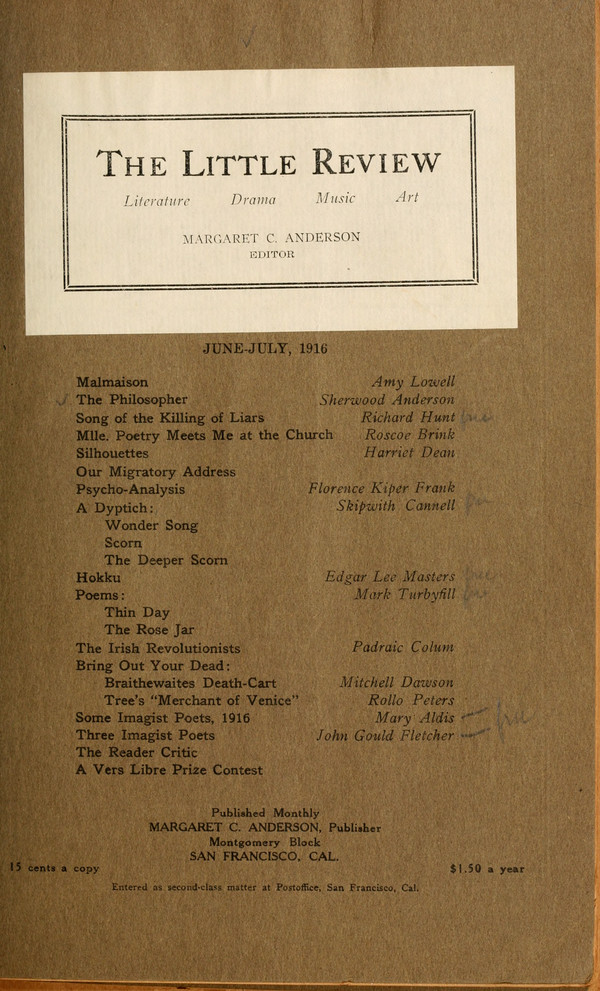 THE LITTLE REVIEW
Literature Drama Music Art
MARGARET C. ANDERSON
EDITOR
JUNE-JULY, 1916
Malmaison Amy Lowell
The Philosopher Sherwood Anderson
Song of the Killing of Liars Richard Hunt
Mlle. Poetry Meets Me at the Church Roscoe Brink
Silhouettes Harriet Dean
Our Migratory Address
Psycho-Analysis Florence Kiper Frank
A Dyptich: Skipwith Cannell
Wonder Song
Scorn
The Deeper Scorn
Hokku Edgar Lee Masters
Poems: Mark Turbyfill
Thin Day
The Rose Jar
The Irish Revolutionists Padraic Colum
Bring Out Your Dead:
Braithewaites Death-Cart Mitchell Dawson
Tree's "Merchant of Venice" Rollo Peters
Some Imagist Poets, 1916 Mary Aldis
Three Imagist Poets John Gould Fletcher
The Reader Critic
A Vers Libre Prize Contest
Published Monthly
MARGARET C. ANDERSON, Publisher
Montgomery Block
SAN FRANCISCO, CAL.
15 cents a copy $1.50 a year
Entered as second-class matter at Postoffice, San Francisco, Cal.